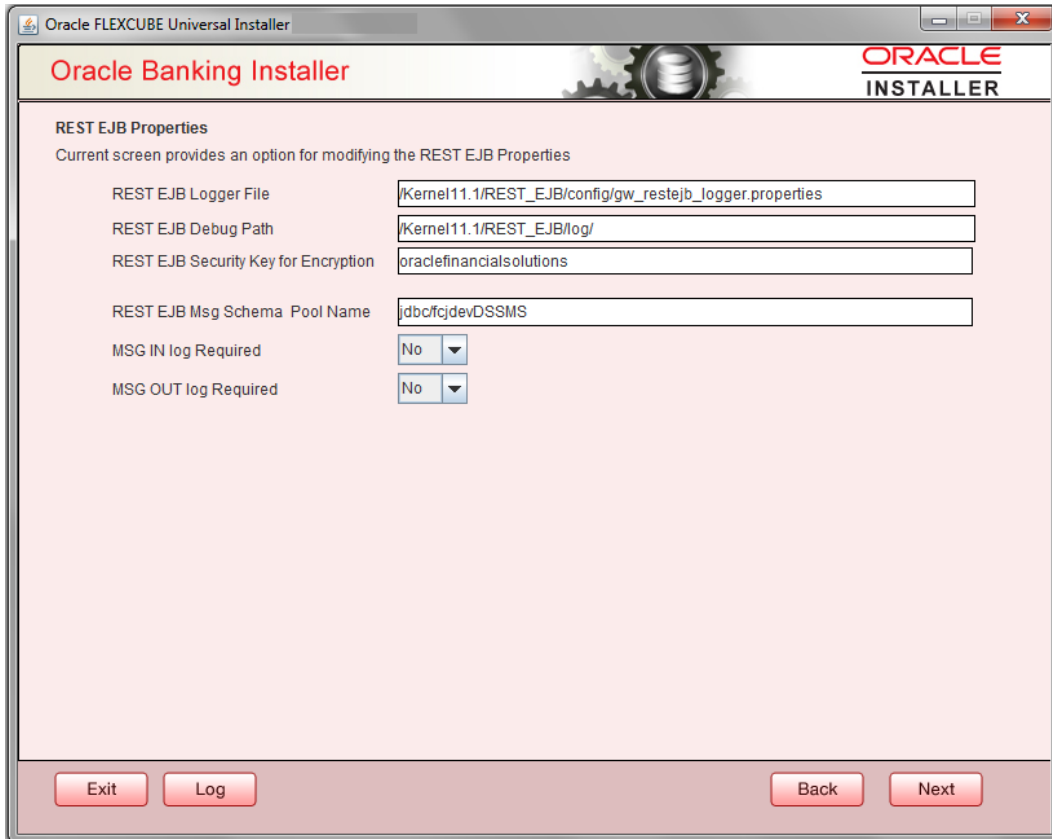 Oracle FLEXCUBE Universal Installer
Oracle Banking Installer
ORACLE
INSTALLER
REST EJB Properties
Current screen provides an option for modifying the REST EJB Properties
REST EJB Logger File /Kernel11.1/REST_EJB/config/gw_restejb_logger.properties
REST EJB Debug Path /Kernel11.1/REST_EJB/log/
REST EJB Security Key for Encryption oraclefinancialsolutions
REST EJB Msg Schema Pool Name jdbc/fcjdevDSSMS
MSG IN log Required No
MSG OUT log Required No
Exit Log Back Next